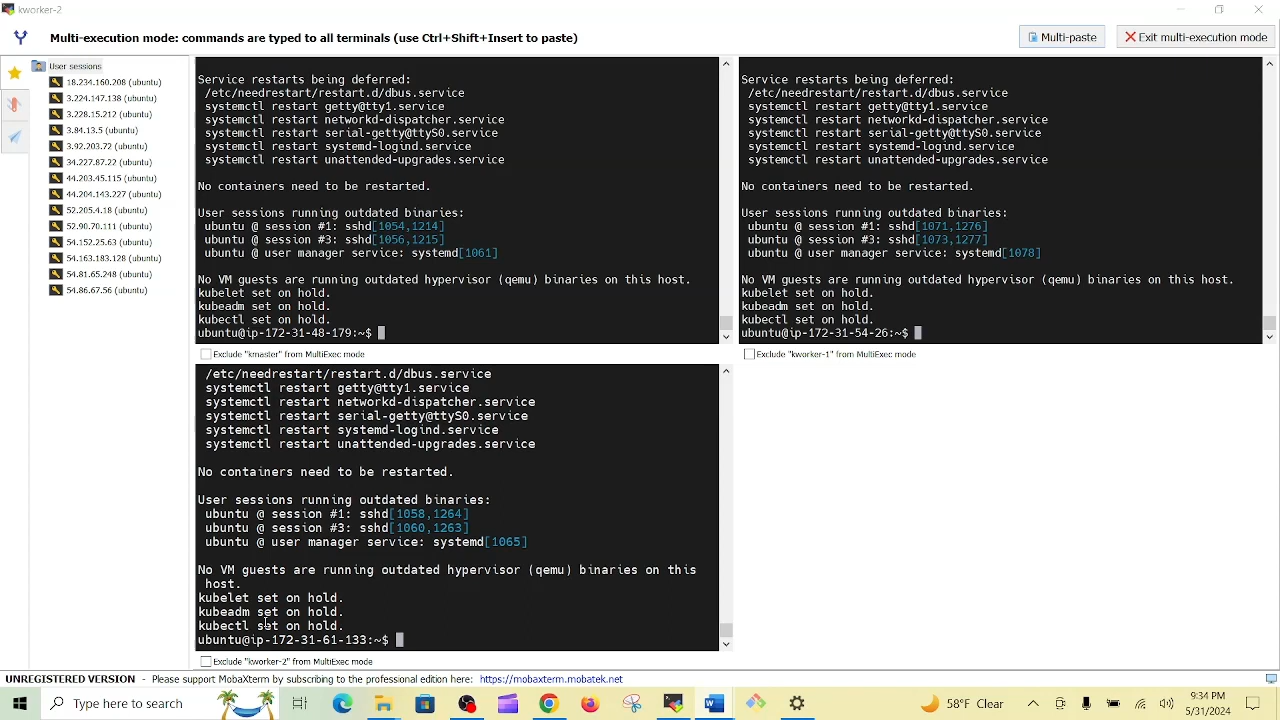 kworker-2
Multi-execution mode: commands are typed to all terminals (use Ctrl+Shift+Insert to paste)
Multi-paste
Exit multi-execution mode
User sessions
18.234.160.208 (ubuntu)
3.224.147.138 (ubuntu)
3.228.15.212 (ubuntu)
3.84.13.5 (ubuntu)
3.92.203.72 (ubuntu)
34.227.87.22 (ubuntu)
44.203.45.115 (ubuntu)
44.204.143.227 (ubuntu)
52.205.4.18 (ubuntu)
52.90.70.111 (ubuntu)
54.152.25.63 (ubuntu)
54.163.183.128 (ubuntu)
54.81.65.248 (ubuntu)
54.86.67.56 (ubuntu)
Service restarts being deferred:
/etc/needrestart/restart.d/dbus.service
systemctl restart getty@tty1.service
systemctl restart networkd-dispatcher.service
systemctl restart serial-getty@ttyS0.service
systemctl restart systemd-logind.service
systemctl restart unattended-upgrades.service
No containers need to be restarted.
User sessions running outdated binaries:
ubuntu @ session #1: sshd[1054,1214]
ubuntu @ session #3: sshd[1056,1215]
ubuntu @ user manager service: systemd[1061]
No VM guests are running outdated hypervisor (qemu) binaries on this host.
kubelet set on hold.
kubeadm set on hold.
kubectl set on hold.
ubuntu@ip-172-31-48-179:~$
Exclude "kmaster" from MultiExec mode
Service restarts being deferred:
/etc/needrestart/restart.d/dbus.service
systemctl restart getty@tty1.service
systemctl restart networkd-dispatcher.service
systemctl restart serial-getty@ttyS0.service
systemctl restart systemd-logind.service
systemctl restart unattended-upgrades.service
No containers need to be restarted.
User sessions running outdated binaries:
ubuntu @ session #1: sshd[1071,1276]
ubuntu @ session #3: sshd[1073,1277]
ubuntu @ user manager service: systemd[1078]
No VM guests are running outdated hypervisor (qemu) binaries on this host.
kubelet set on hold.
kubeadm set on hold.
kubectl set on hold.
ubuntu@ip-172-31-54-26:~$
Exclude "kworker-1" from MultiExec mode
/etc/needrestart/restart.d/dbus.service
systemctl restart getty@tty1.service
systemctl restart networkd-dispatcher.service
systemctl restart serial-getty@ttyS0.service
systemctl restart systemd-logind.service
systemctl restart unattended-upgrades.service
No containers need to be restarted.
User sessions running outdated binaries:
ubuntu @ session #1: sshd[1058,1264]
ubuntu @ session #3: sshd[1060,1263]
ubuntu @ user manager service: systemd[1065]
No VM guests are running outdated hypervisor (qemu) binaries on this
host.
kubelet set on hold.
kubeadm set on hold.
kubectl set on hold.
ubuntu@ip-172-31-61-133:~$
Exclude "kworker-2" from MultiExec mode
UNREGISTERED VERSION - Please support MobaXterm by subscribing to the professional edition here: https://mobaxterm.mobatek.net
Type here to search
58°F Clear
9:34 PM
5/31/2024